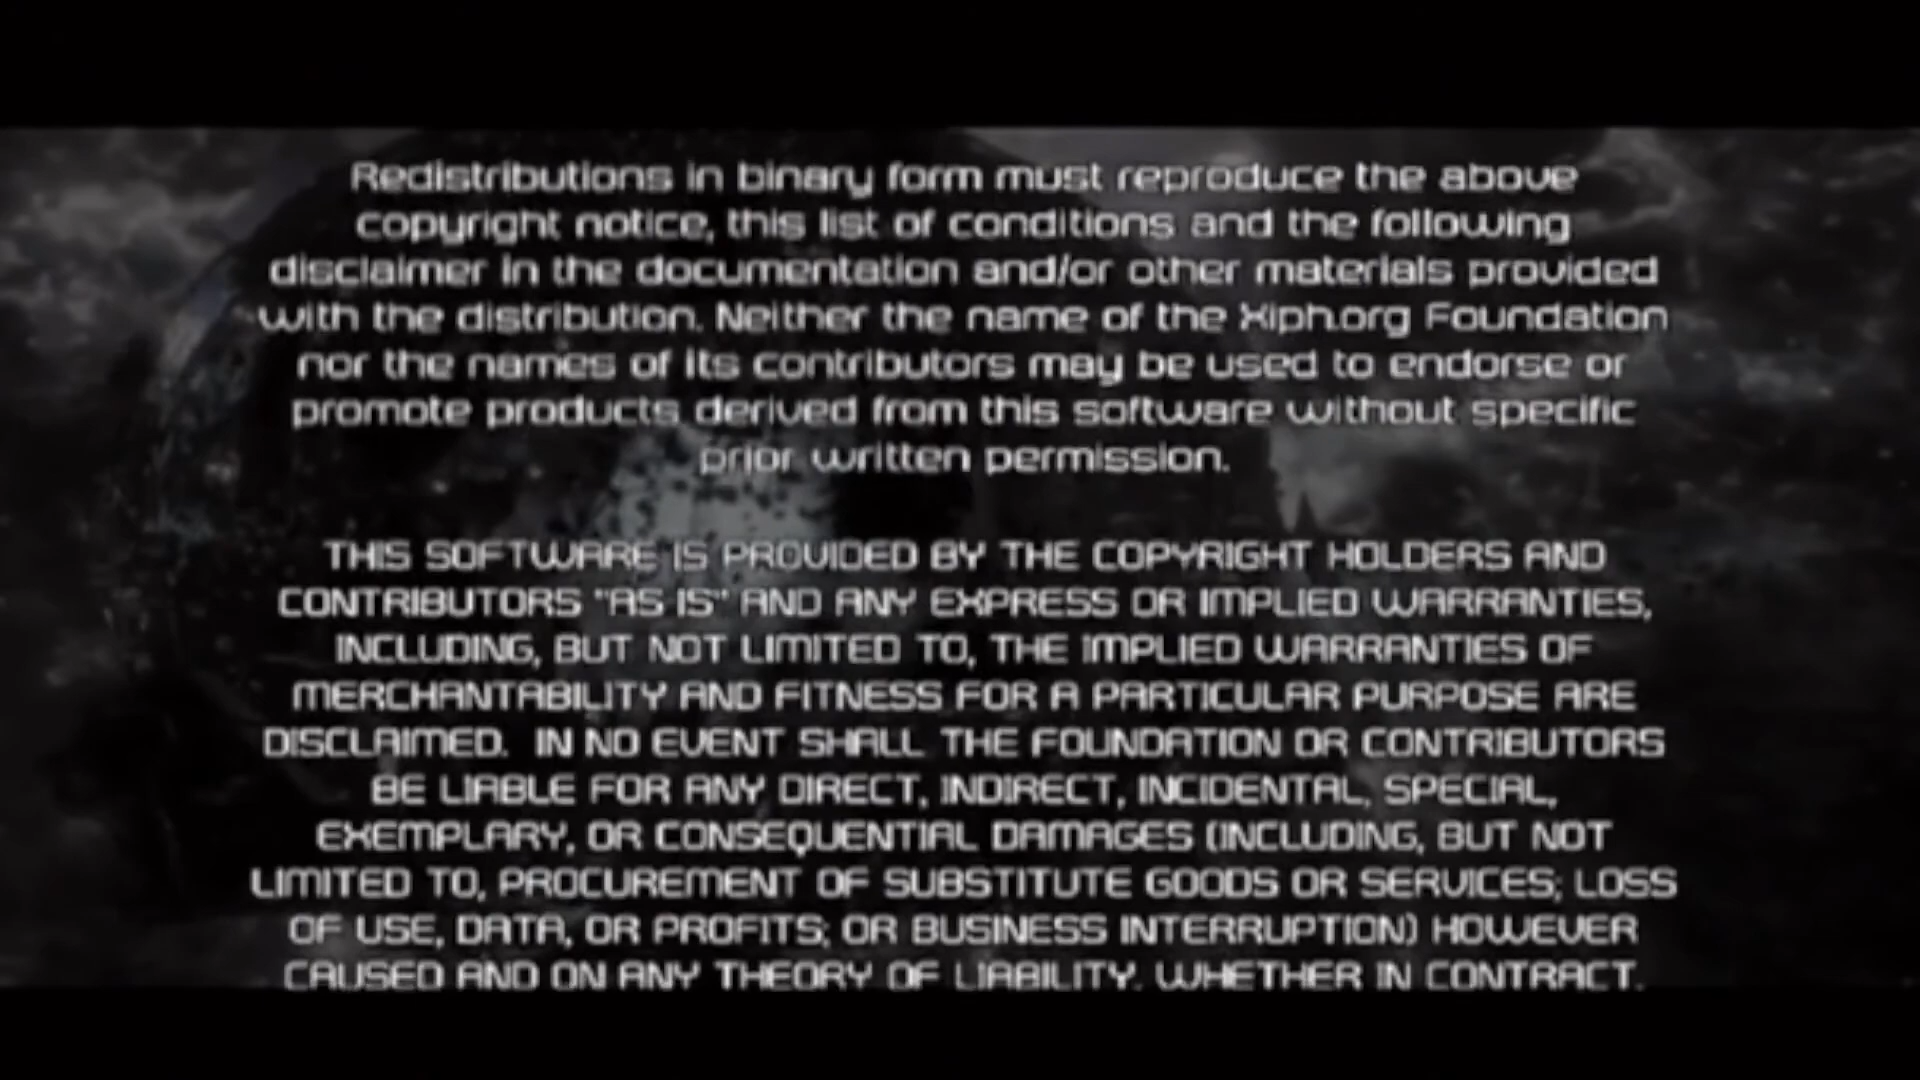 Redistributions in binary form must reproduce the above
copyright notice, this list of conditions and the following
disclaimer in the documentation and/or other materials provided
with the distribution. Neither the name of the Xiph.org Foundation
nor the names of its contributors may be used to endorse or
promote products derived from this software without specific
prior written permission.
THIS SOFTWARE IS PROVIDED BY THE COPYRIGHT HOLDERS AND
CONTRIBUTORS "AS IS" AND ANY EXPRESS OR IMPLIED WARRANTIES,
INCLUDING, BUT NOT LIMITED TO, THE IMPLIED WARRANTIES OF
MERCHANTABILITY AND FITNESS FOR A PARTICULAR PURPOSE ARE
DISCLAIMED. IN NO EVENT SHALL THE FOUNDATION OR CONTRIBUTORS
BE LIABLE FOR ANY DIRECT, INDIRECT, INCIDENTAL, SPECIAL,
EXEMPLARY, OR CONSEQUENTIAL DAMAGES (INCLUDING, BUT NOT
LIMITED TO, PROCUREMENT OF SUBSTITUTE GOODS OR SERVICES; LOSS
OF USE, DATA, OR PROFITS; OR BUSINESS INTERRUPTION) HOWEVER
CAUSED AND ON ANY THEORY OF LIABILITY, WHETHER IN CONTRACT,